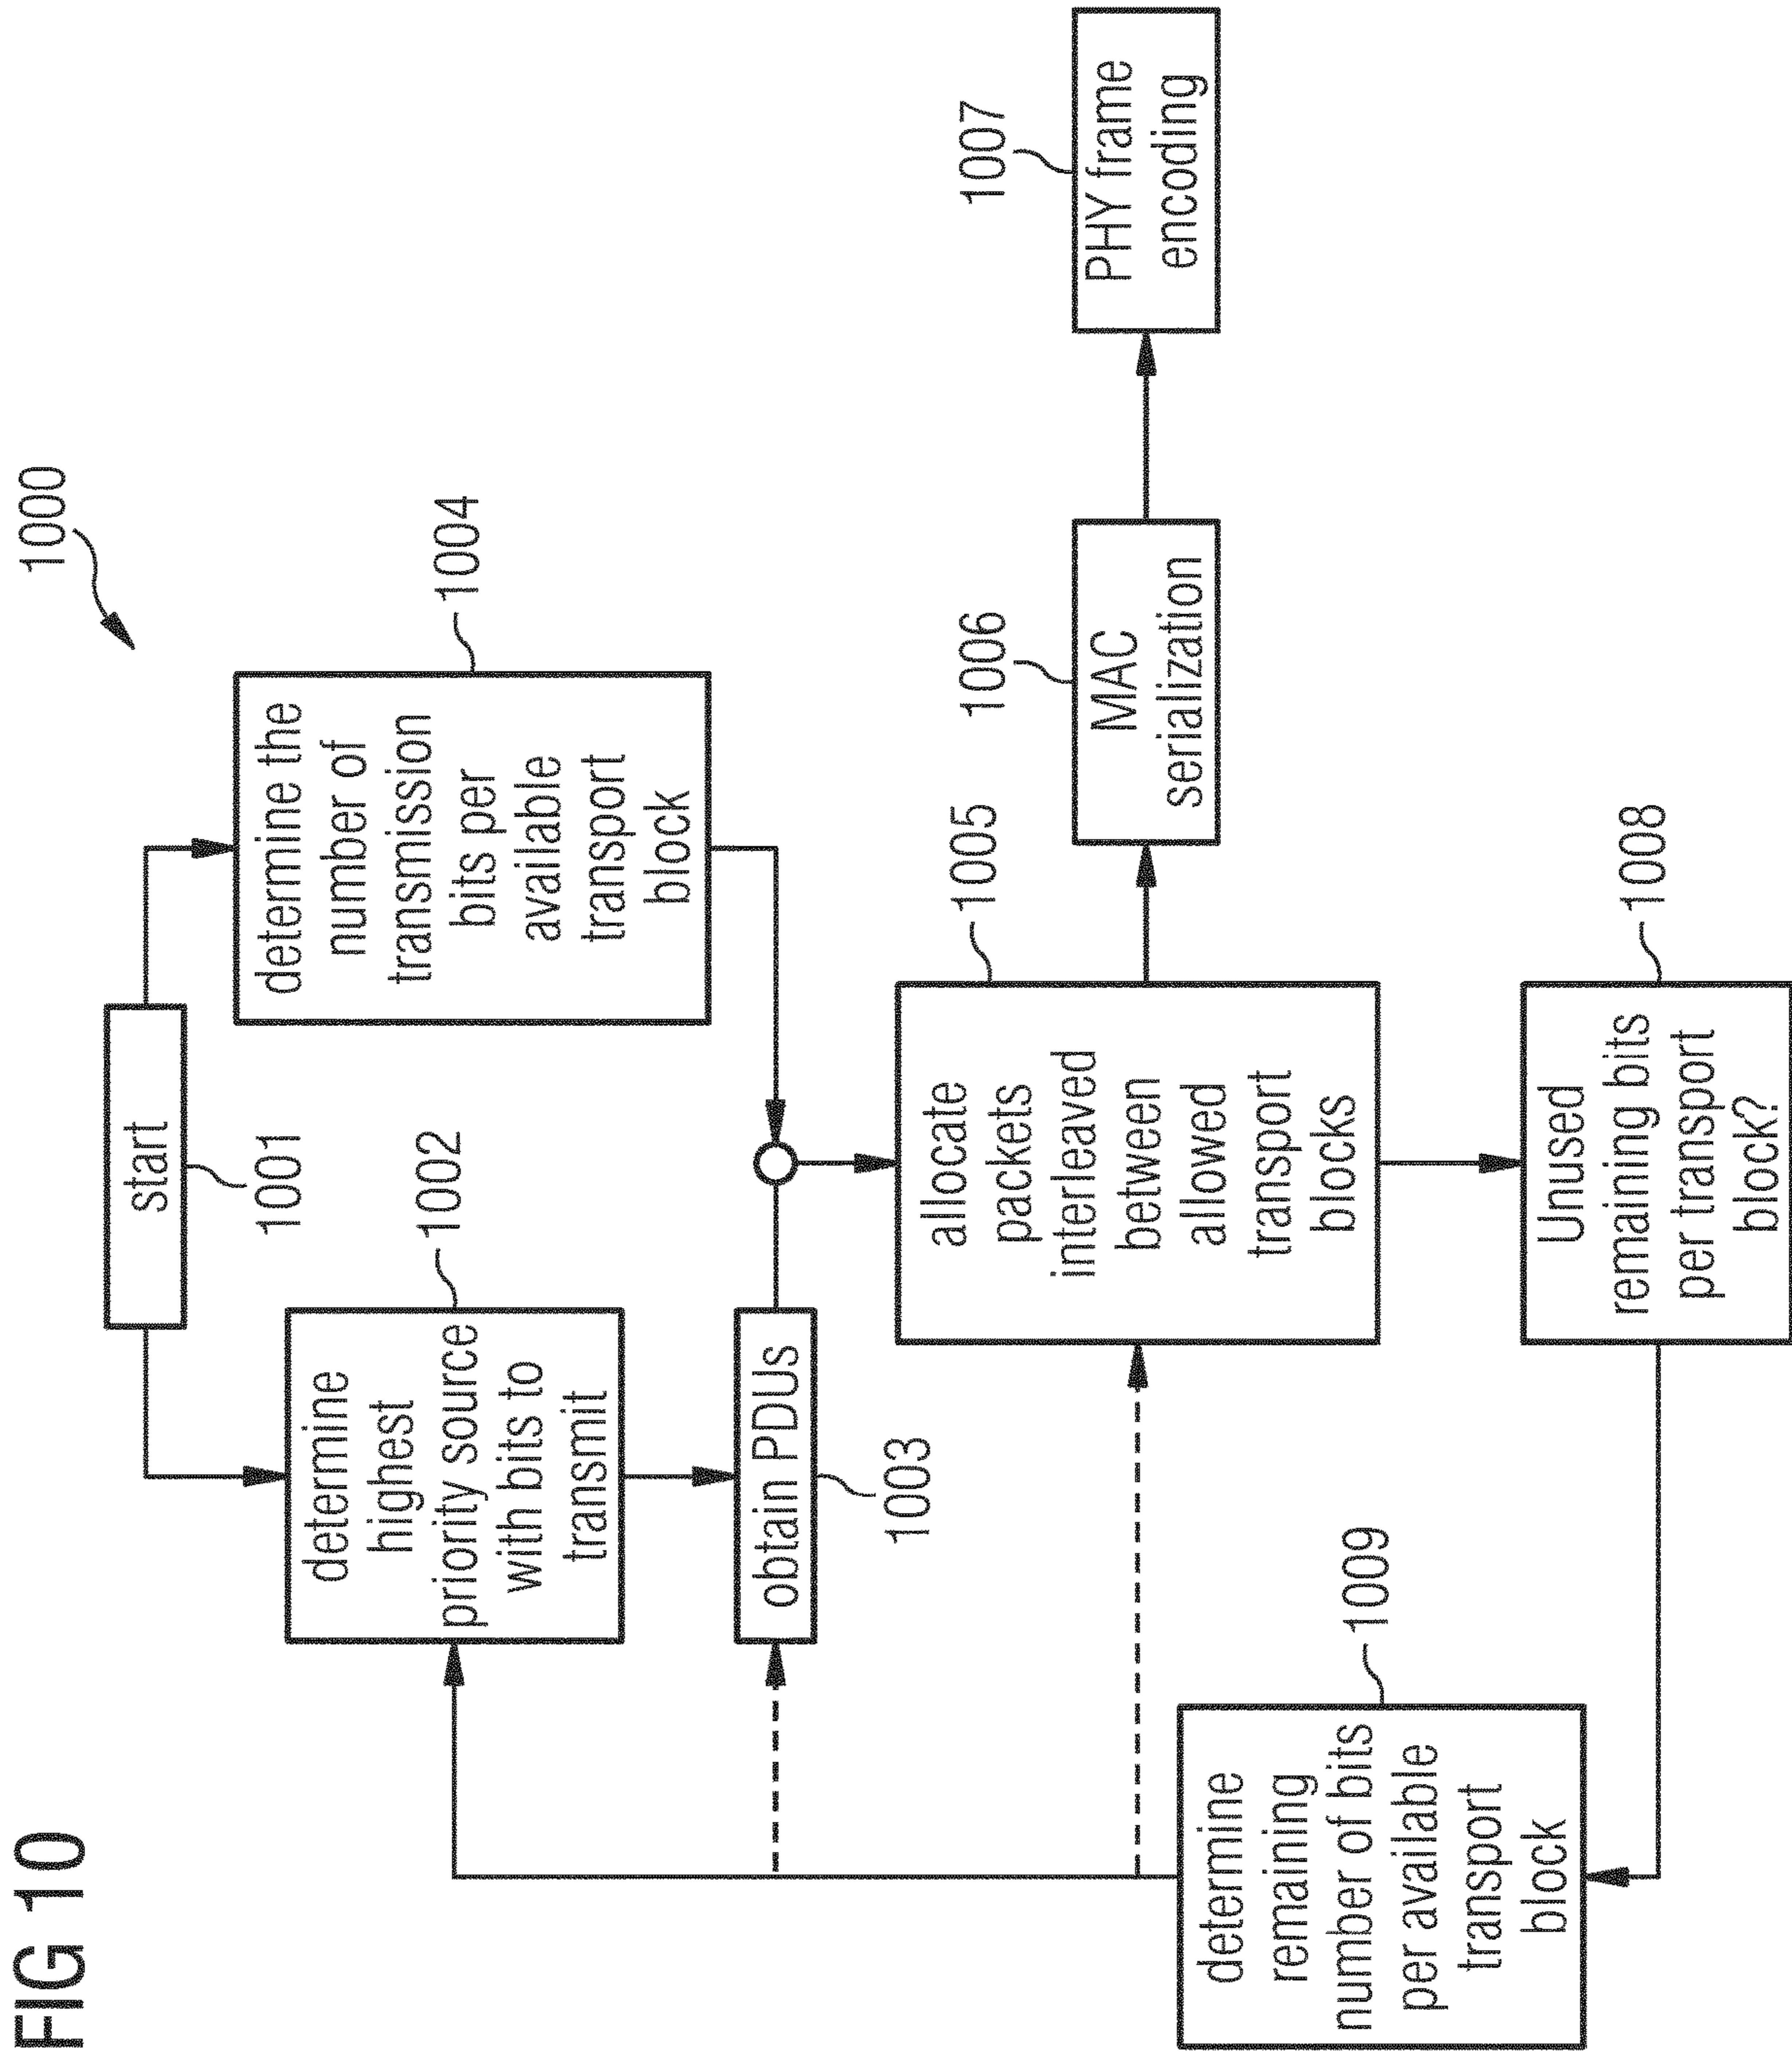 FIG 10
1000
start
1001
determine
highest
priority source
with bits to
transmit
1002
determine the
number of
transmission
bits per
available
transport
block
1004
obtain PDUs
1003
allocate
packets
interleaved
between
allowed
transport
blocks
1005
MAC
serialization
1006
PHY frame
encoding
1007
Unused
remaining bits
per transport
block?
1008
determine
remaining
number of bits
per available
transport
block
1009